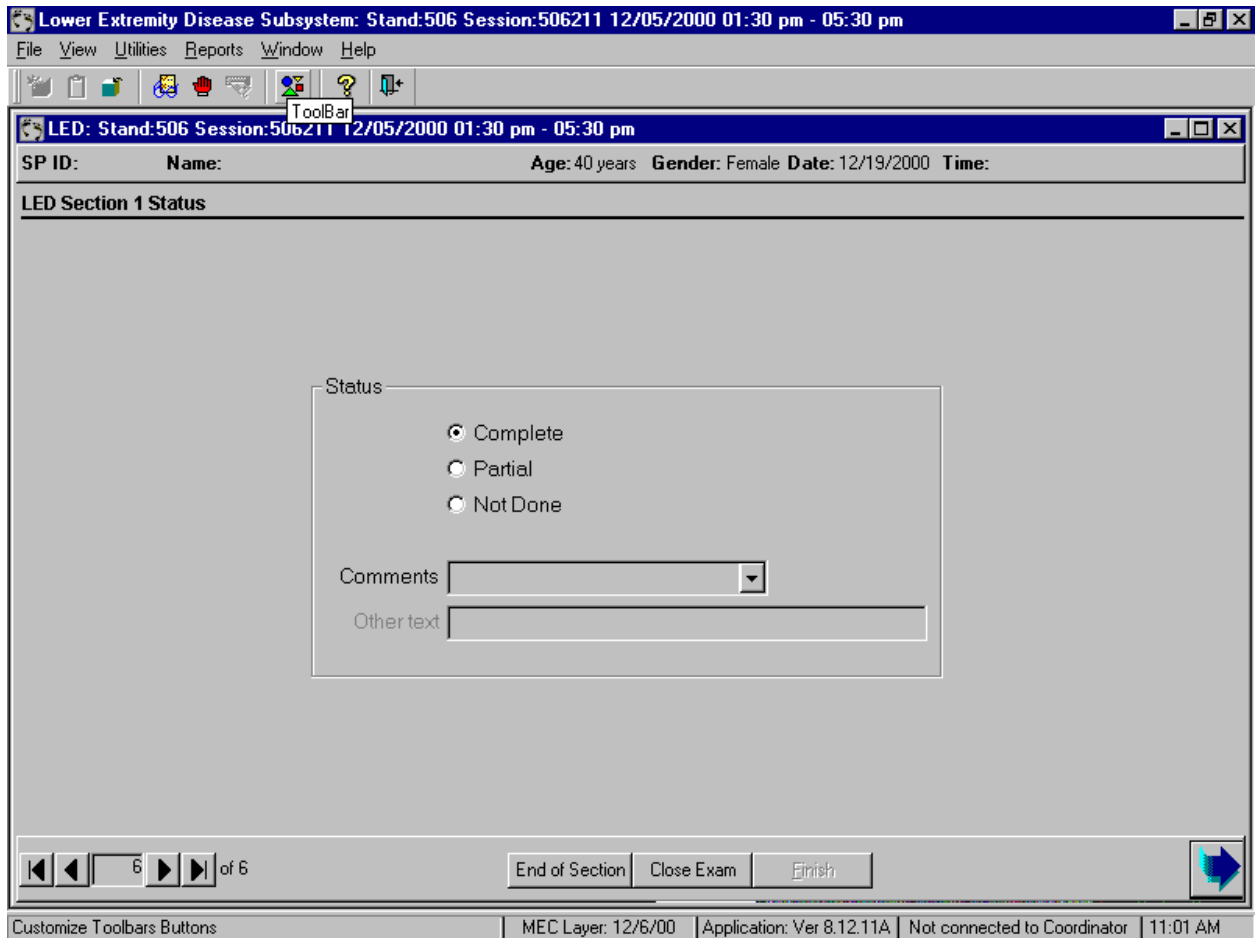 Lower Extremity Disease Subsystem: Stand:506 Session:506211 12/05/2000 01:30 pm - 05:30 pm
File View Utilities Reports Window Help
ToolBar
LED: Stand:506 Session:506211 12/05/2000 01:30 pm - 05:30 pm
SP ID: Name: Age: 40 years Gender: Female Date: 12/19/2000 Time:
LED Section 1 Status
Status
Complete
Partial
Not Done
Comments
Other text
6 of 6 End of Section Close Exam Finish
Customize Toolbars Buttons MEC Layer: 12/6/00 Application: Ver 8.12.11A Not connected to Coordinator 11:01 AM